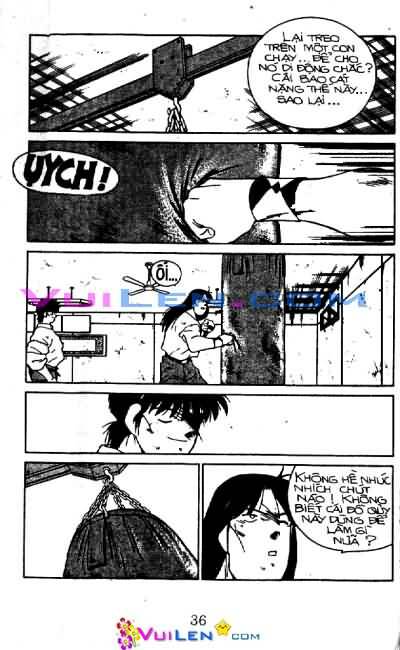 LẠI TREO
TRÊN MỘT CON
CHẠY... ĐỂ CHO
NÓ DI ĐỘNG CHẮC?
CÁI BAO CÁT
NẶNG THẾ NÀY...
SAO LẠI...
UỴCH!
ỐI...
VUILEN.COM
KHÔNG HỀ NHÚC
NHÍCH CHÚT
NÀO! KHÔNG
BIẾT CÁI ĐỒ QUỶ
NÀY DÙNG ĐỂ
LÀM GÌ
NỮA?
36
VUILEN COM